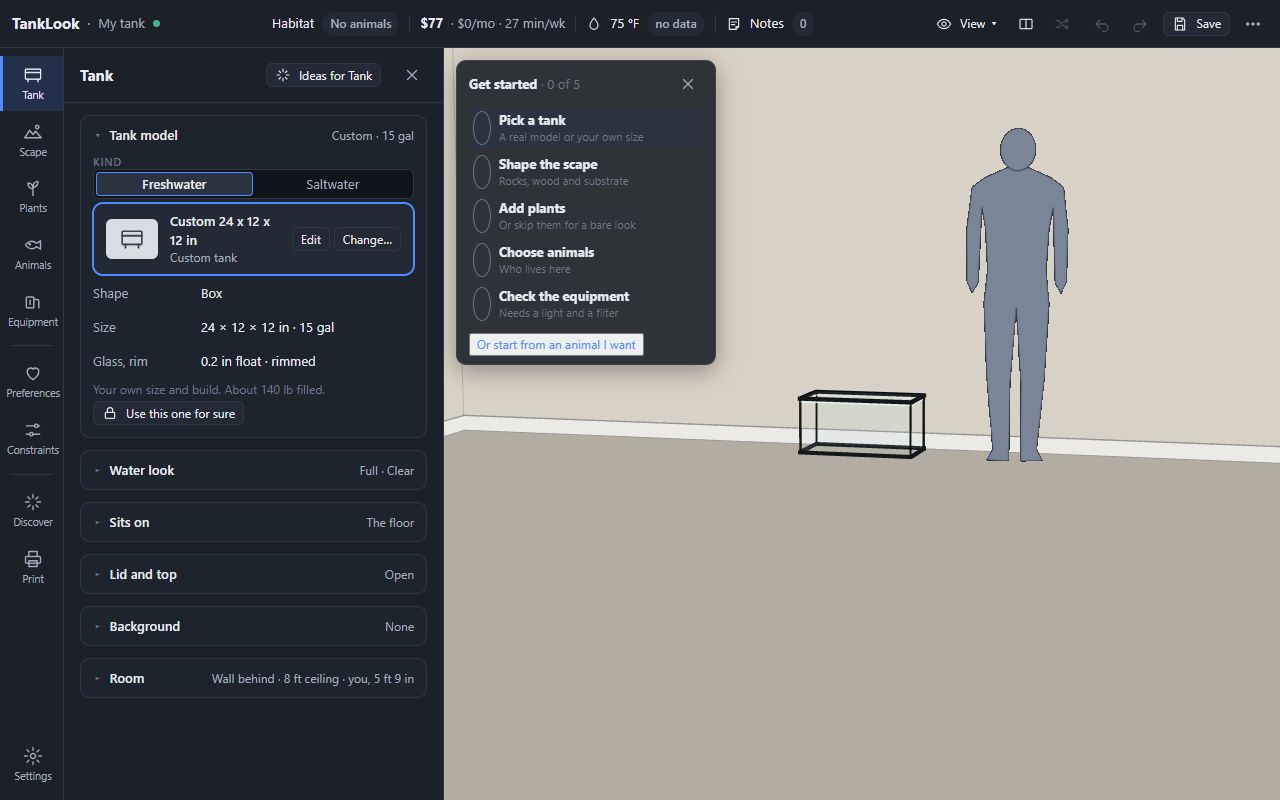 TankLook · My tank
Habitat No animals $77 · $0/mo · 27 min/wk 75 °F no data Notes 0 View Save
Tank Ideas for Tank
Tank
Scape
Plants
Animals
Equipment
Preferences
Constraints
Discover
Print
Settings
Tank model Custom · 15 gal
KIND
Freshwater Saltwater
Custom 24 x 12 x
12 in
Custom tank
Edit Change...
Shape Box
Size 24 × 12 × 12 in · 15 gal
Glass, rim 0.2 in float · rimmed
Your own size and build. About 140 lb filled.
Use this one for sure
Water look Full · Clear
Sits on The floor
Lid and top Open
Background None
Room Wall behind · 8 ft ceiling · you, 5 ft 9 in
Get started · 0 of 5
Pick a tank
A real model or your own size
Shape the scape
Rocks, wood and substrate
Add plants
Or skip them for a bare look
Choose animals
Who lives here
Check the equipment
Needs a light and a filter
Or start from an animal I want